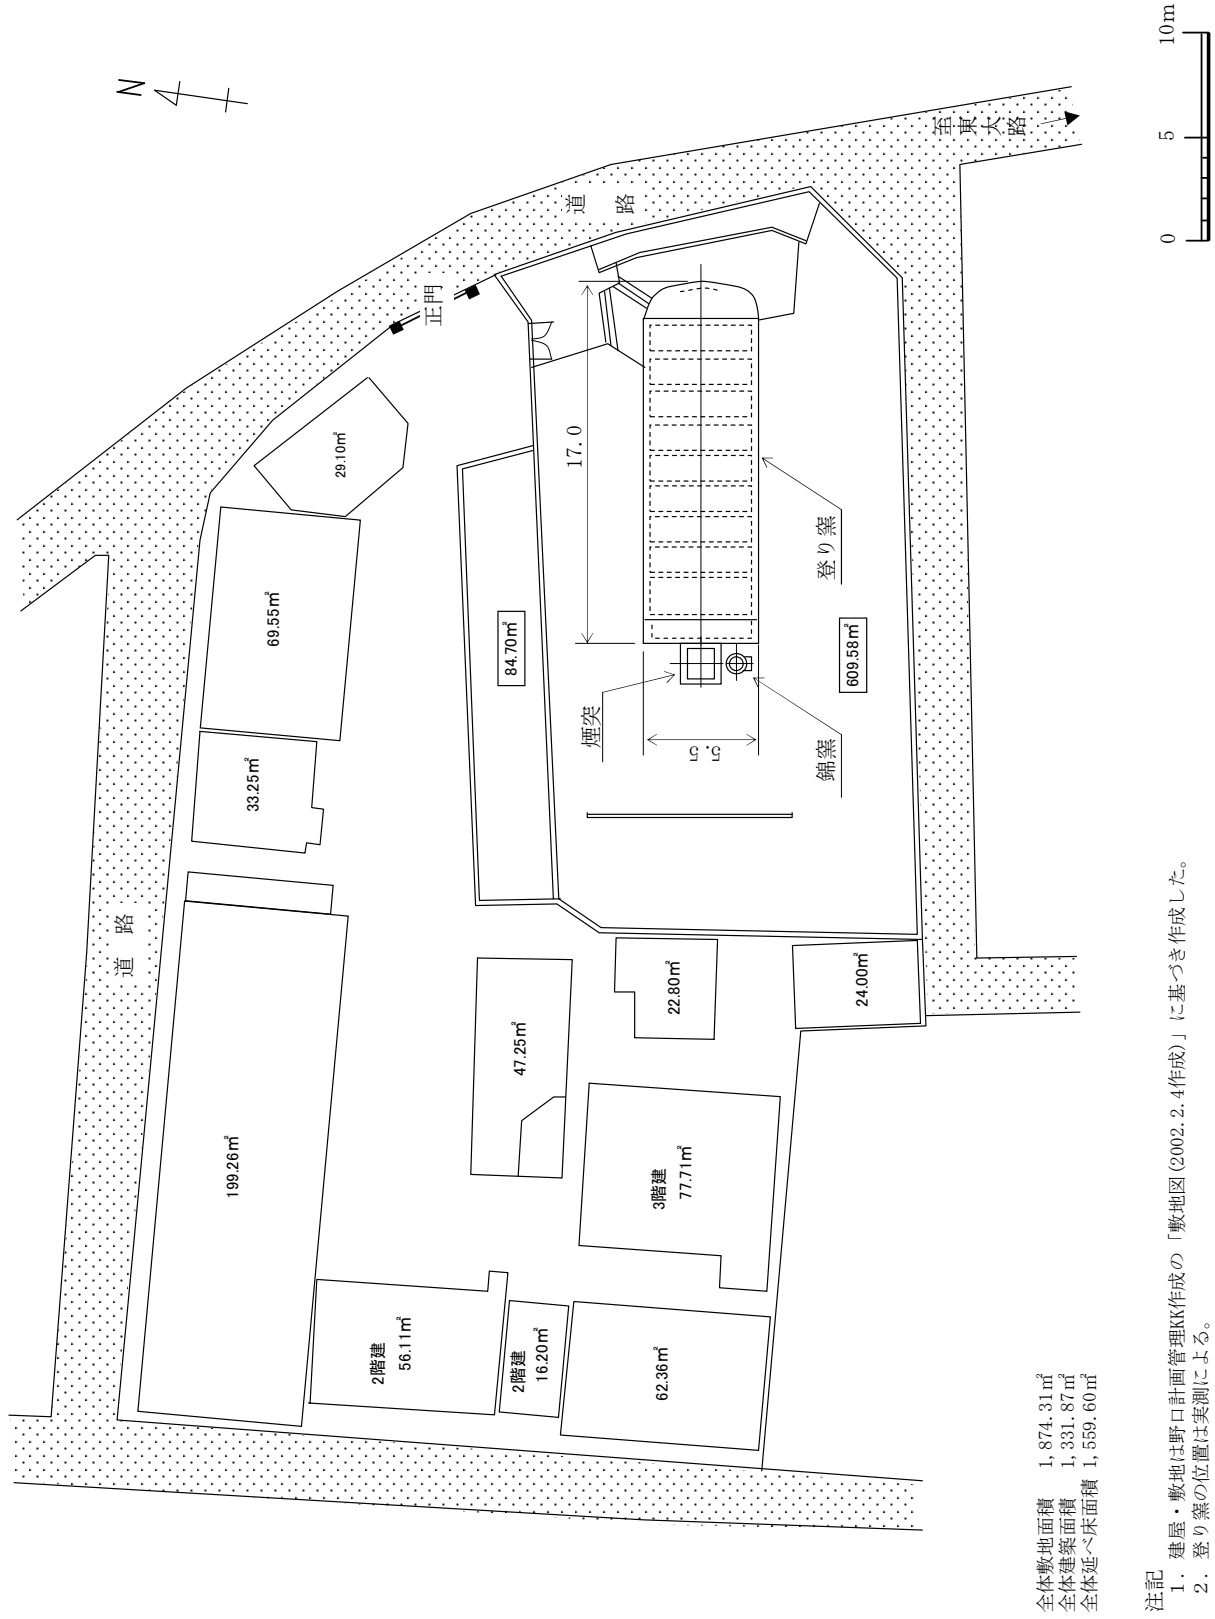 N
道　路
道　路
至東大路
正門
29.10㎡
69.55㎡
33.25㎡
199.26㎡
84.70㎡
17.0
登り窯
609.58㎡
煙突
5.5
錦窯
22.80㎡
24.00㎡
47.25㎡
3階建
77.71㎡
2階建
56.11㎡
2階建
16.20㎡
62.36㎡
0　5　10m
全体敷地面積　1,874.31㎡
全体建築面積　1,331.87㎡
全体延べ床面積　1,559.60㎡
注記
1．建屋・敷地は野口計画管理KK作成の「敷地図(2002.2.4作成)」に基づき作成した。
2．登り窯の位置は実測による。